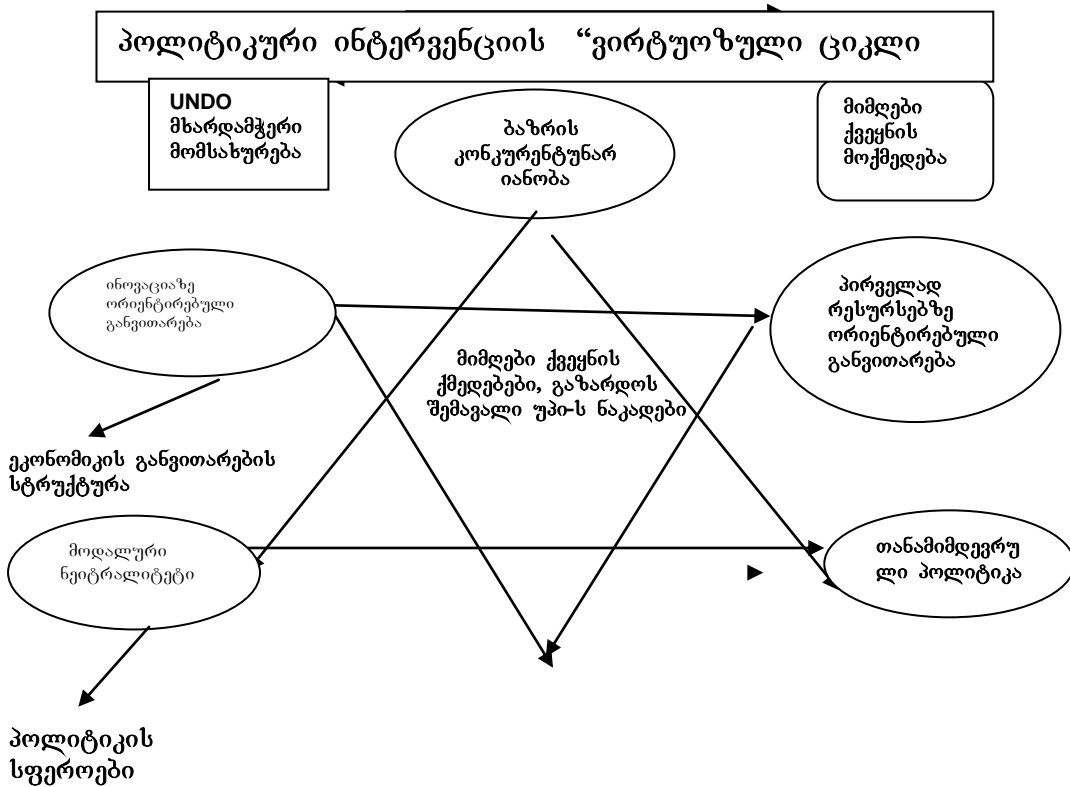 პოლიტიკური ინტერვენციის “ვირტუოზული ციკლი
UNDO
მხარდამჭერი
მომსახურება
ბაზრის
კონკურენტუნარ
იანობა
მიმღები
ქვეყნის
მოქმედება
ინოვაციაზე
ორიენტირებული
განვითარება
პირველად
რესურსებზე
ორიენტირებული
განვითარება
მიმღები ქვეყნის
ქმედებები, გაზარდოს
შემავალი უპი-ს ნაკადები
ეკონომიკის განვითარების
სტრუქტურა
მოდალური
ნეიტრალიტეტი
თანამიმდევრუ
ლი პოლიტიკა
პოლიტიკის
სფეროები